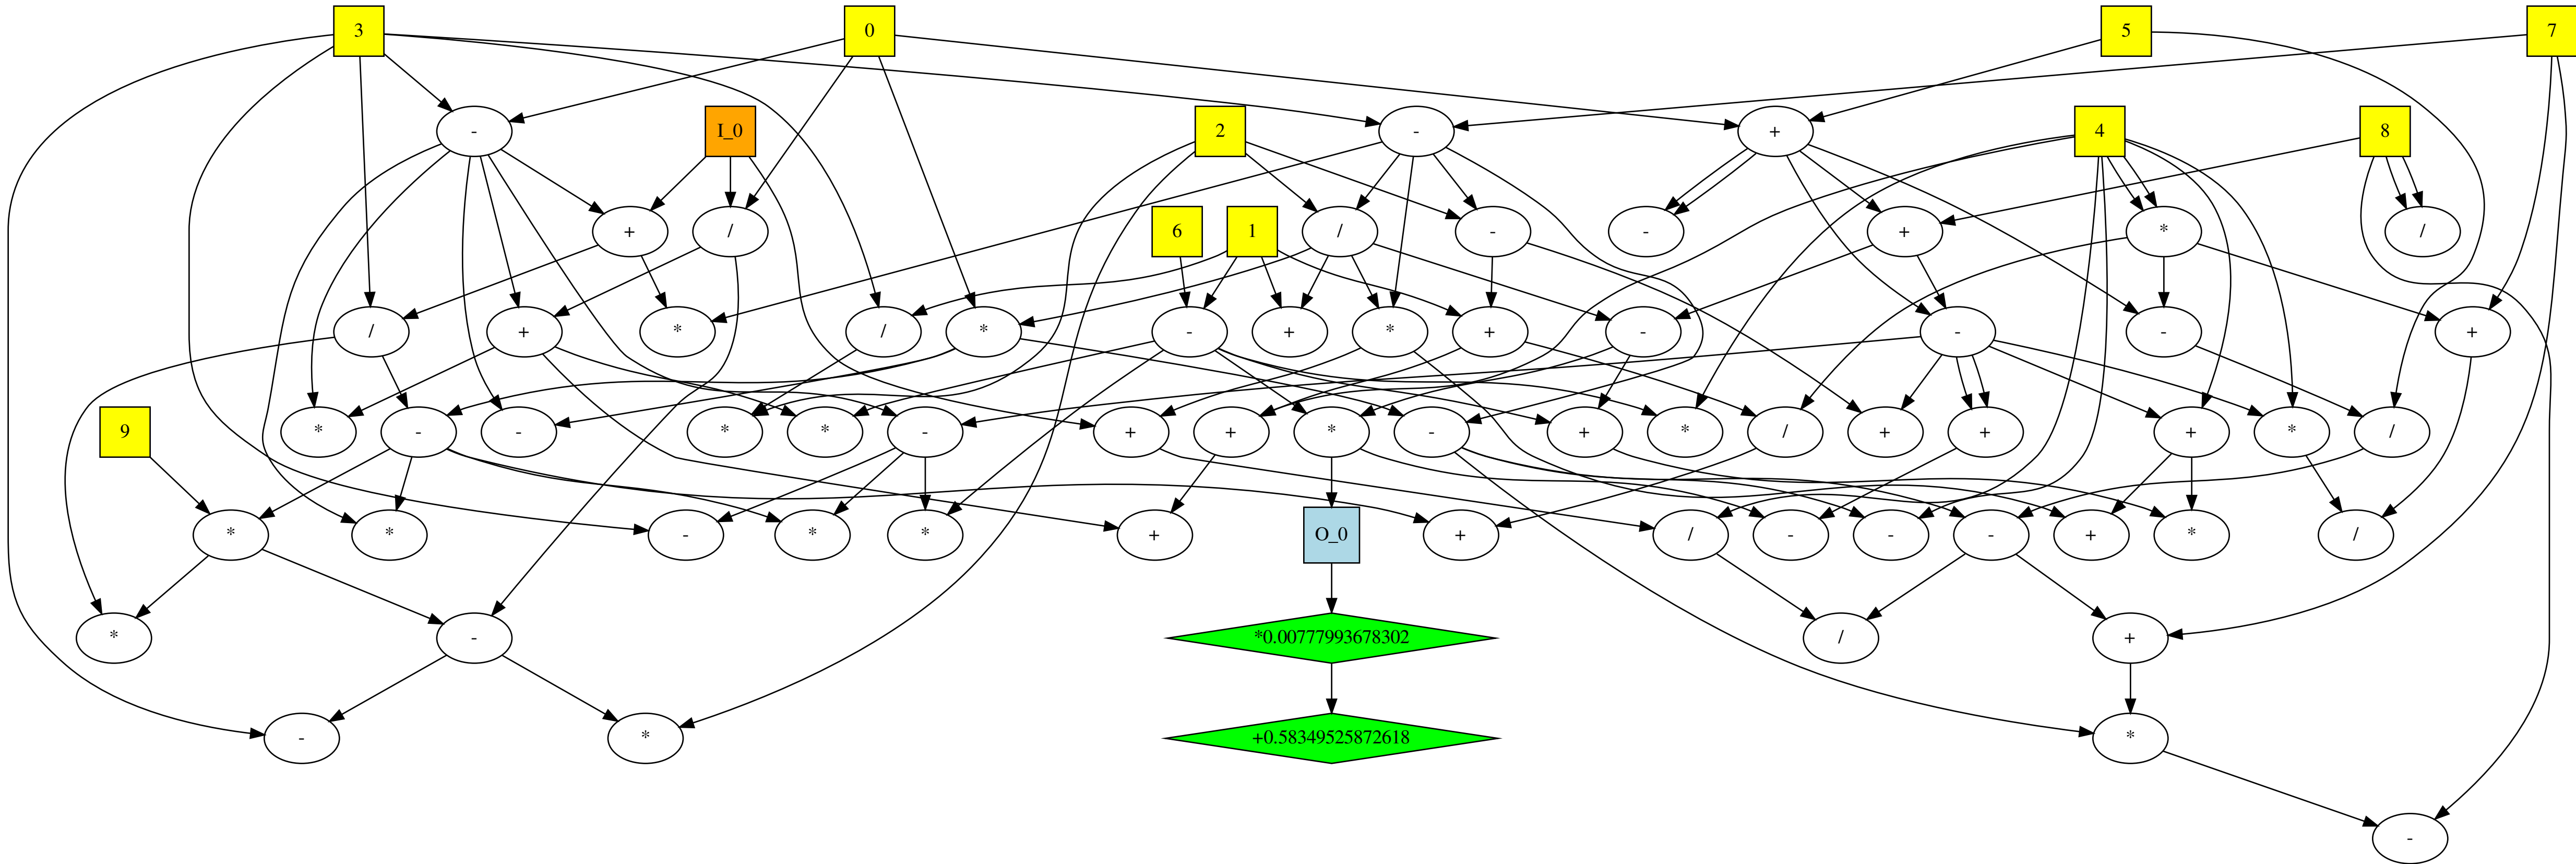 3 0 5 7
- I_0 2 - + 4 8
+ / 6 1 / - - + * /
/ + * / * - + * + - - - +
9 * - - * * - + + * - + * / + + + * /
* * - * * + O_0 + / - - - + * /
* - *0.00777993678302 / +
- * +0.58349525872618 *
-